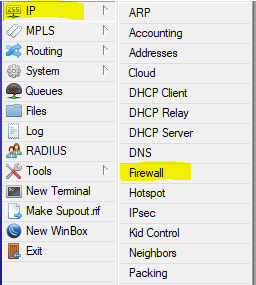 IP
MPLS
Routing
System
Queues
Files
Log
RADIUS
Tools
New Terminal
Make Supout.rif
New WinBox
Exit
ARP
Accounting
Addresses
Cloud
DHCP Client
DHCP Relay
DHCP Server
DNS
Firewall
Hotspot
IPsec
Kid Control
Neighbors
Packing